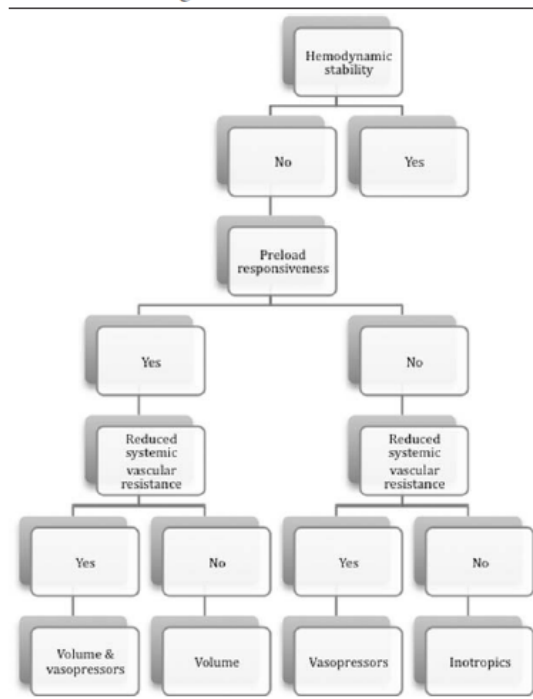 Hemodynamic
stability
No
Yes
Preload
responsiveness
Yes
No
Reduced
systemic
vascular
resistance
Reduced
systemic
vascular
resistance
Yes
No
Yes
No
Volume &
vasopressors
Volume
Vasopressors
Inotropics